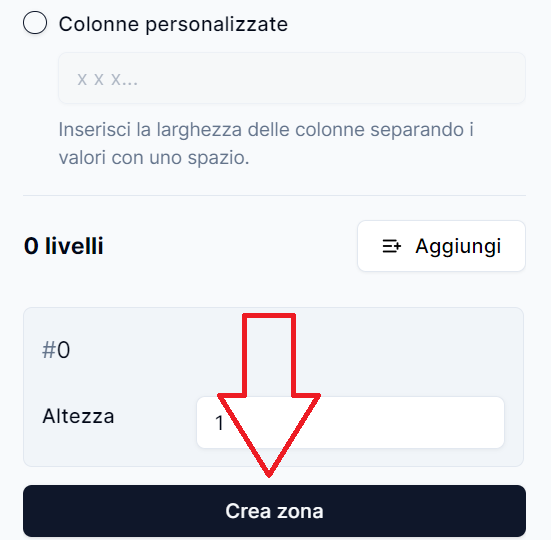 Colonne personalizzate
x x x...
Inserisci la larghezza delle colonne separando i
valori con uno spazio.
0 livelli
Aggiungi
#0
Altezza
1
Crea zona